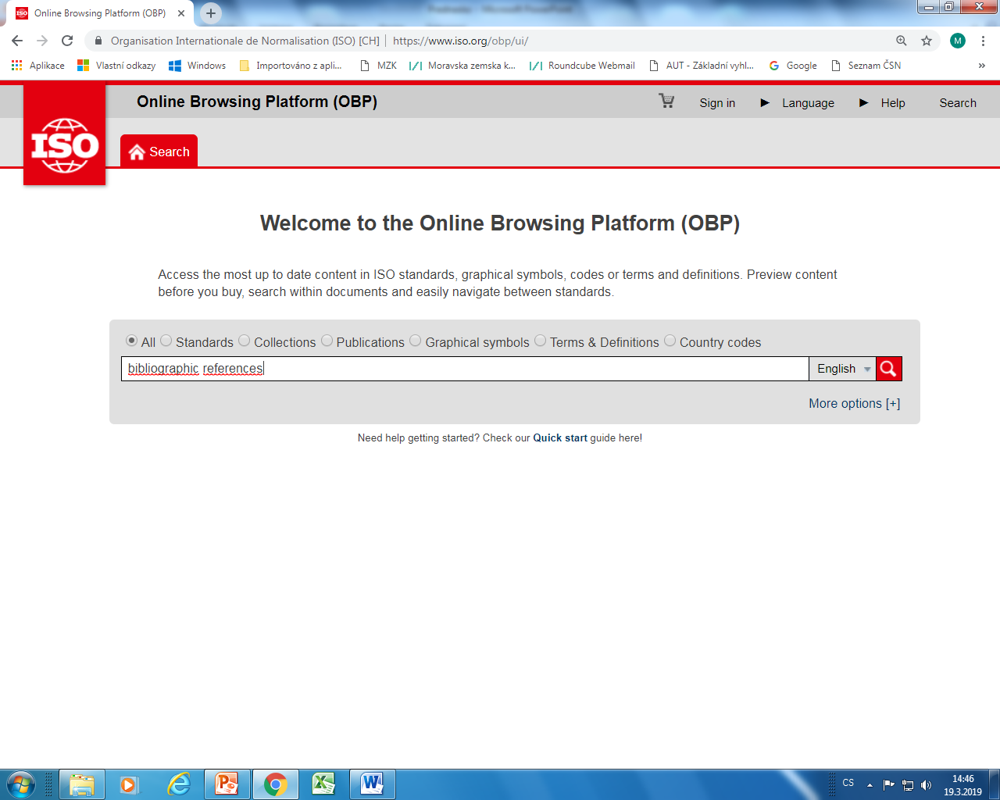 Online Browsing Platform (OBP)
Organisation Internationale de Normalisation (ISO) [CH] https://www.iso.org/obp/ui/
M
Aplikace Vlastní odkazy Windows Importováno z apli... MZK Moravska zemska k... Roundcube Webmail AUT - Základní vyhl... Google Seznam ČSN »
Online Browsing Platform (OBP) Sign in Language Help Search
ISO
Search
Welcome to the Online Browsing Platform (OBP)
Access the most up to date content in ISO standards, graphical symbols, codes or terms and definitions. Preview content
before you buy, search within documents and easily navigate between standards.
All Standards Collections Publications Graphical symbols Terms & Definitions Country codes
bibliographic references English
More options [+]
Need help getting started? Check our Quick start guide here!
CS 14:46
19.3.2019